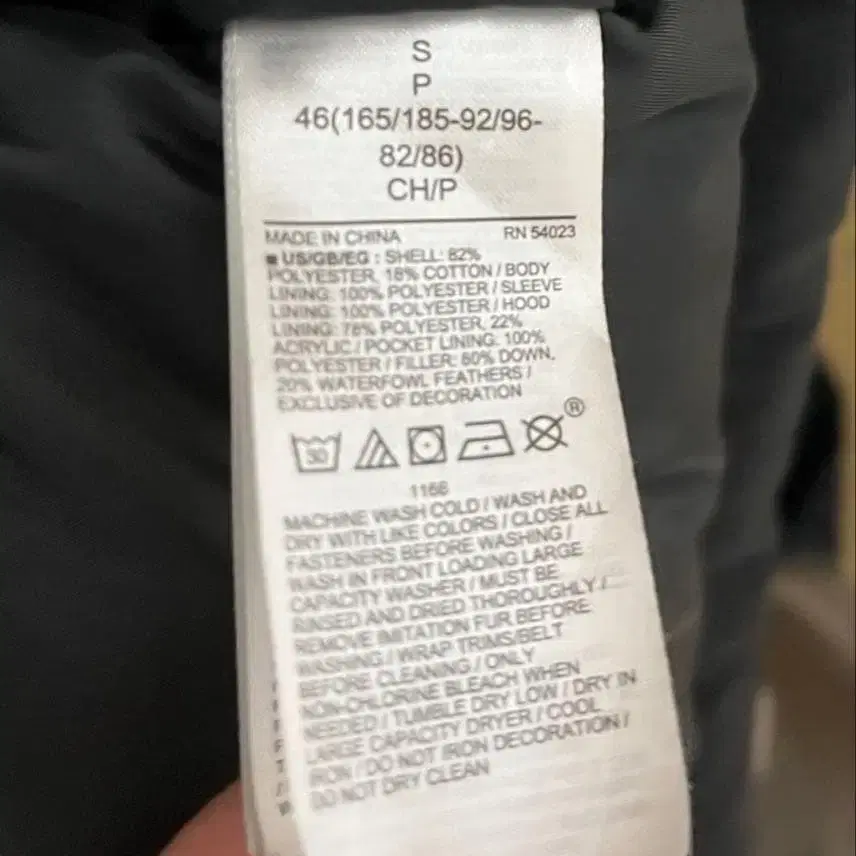 S
P
46(165/185-92/96-
82/86)
CH/P
MADE IN CHINA RN 54023
■ US/GB/EG : SHELL: 82%
POLYESTER, 18% COTTON / BODY
LINING: 100% POLYESTER / SLEEVE
LINING: 100% POLYESTER / HOOD
LINING: 78% POLYESTER, 22%
ACRYLIC / POCKET LINING: 100%
POLYESTER / FILLER: 80% DOWN,
20% WATERFOWL FEATHERS /
EXCLUSIVE OF DECORATION
30
®
1166
MACHINE WASH COLD / WASH AND
DRY WITH LIKE COLORS / CLOSE ALL
FASTENERS BEFORE WASHING /
WASH IN FRONT LOADING LARGE
CAPACITY WASHER / MUST BE
RINSED AND DRIED THOROUGHLY /
REMOVE IMITATION FUR BEFORE
WASHING / WRAP TRIMS/BELT
BEFORE CLEANING / ONLY
NON-CHLORINE BLEACH WHEN
NEEDED / TUMBLE DRY LOW / DRY IN
LARGE CAPACITY DRYER / COOL
IRON / DO NOT IRON DECORATION /
DO NOT DRY CLEAN